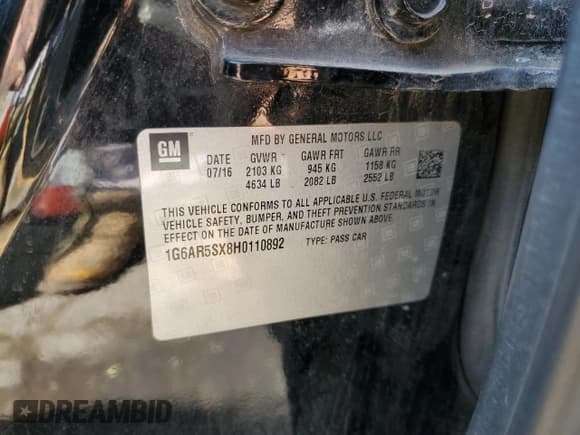 GM
MFD BY GENERAL MOTORS LLC
DATE GVWR GAWR FRT GAWR RR
07/16 2103 KG 945 KG 1158 KG
4634 LB 2082 LB 2552 LB
THIS VEHICLE CONFORMS TO ALL APPLICABLE U.S. FEDERAL MOTOR
VEHICLE SAFETY, BUMPER, AND THEFT PREVENTION STANDARDS IN
EFFECT ON THE DATE OF MANUFACTURE SHOWN ABOVE.
1G6AR5SX8H0110892 TYPE: PASS CAR
DREAMBID